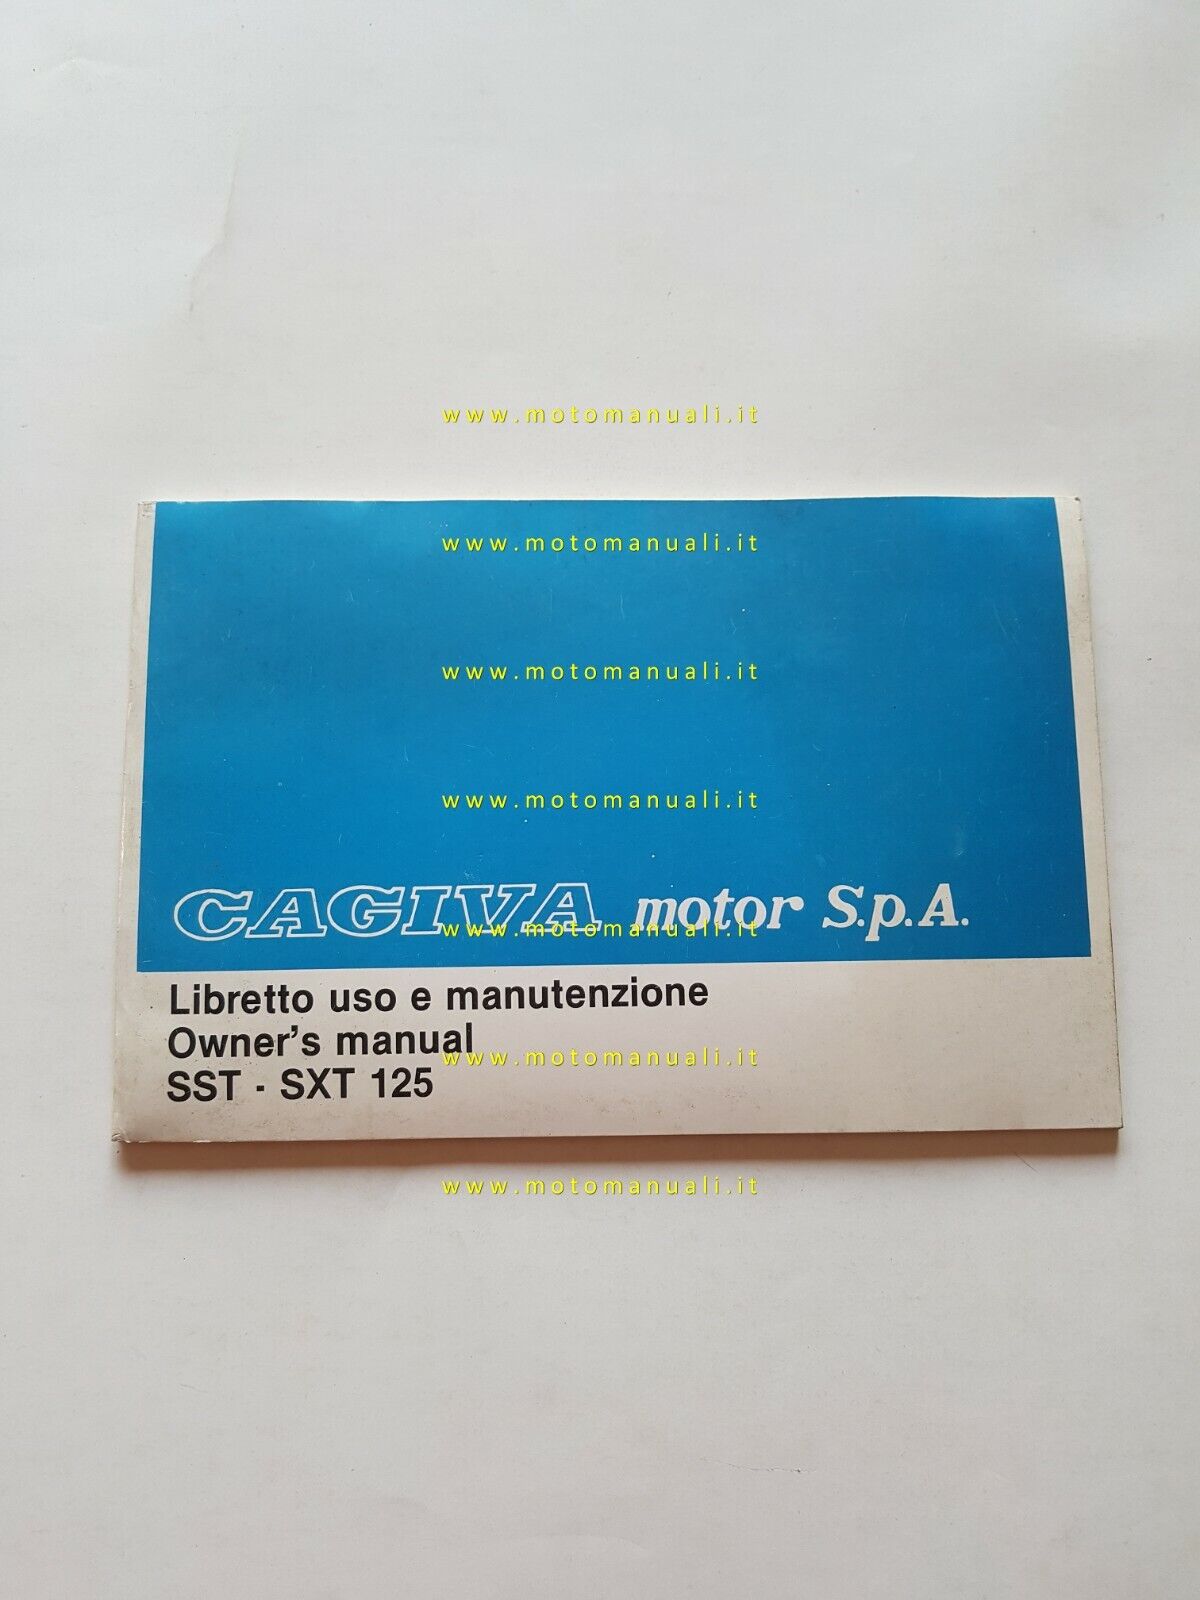 www.motomanuali.it
www.motomanuali.it
www.motomanuali.it
www.motomanuali.it
CAGIVA motor S.p.A.
www.motomanuali.it
Libretto uso e manutenzione
Owner's manual
www.motomanuali.it
SST - SXT 125
www.motomanuali.it